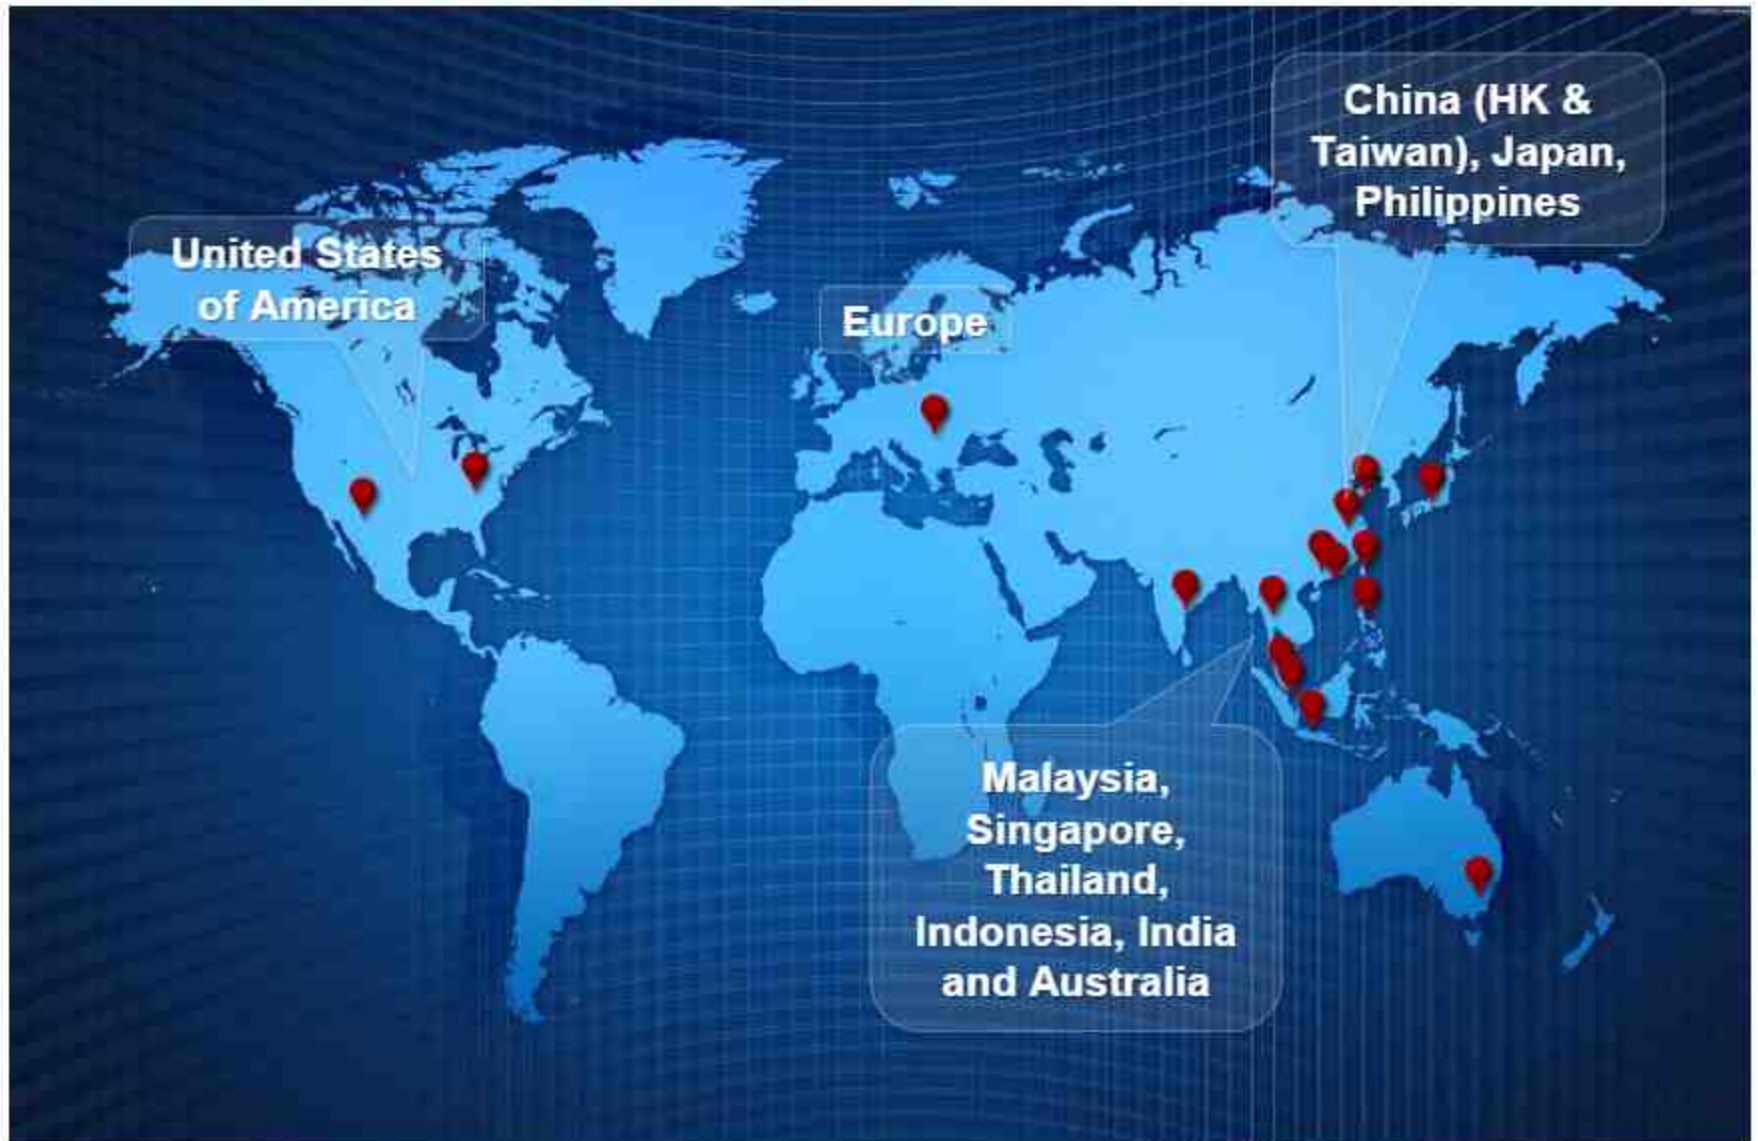 China (HK &
Taiwan), Japan,
Philippines
United States
of America
Europe
Malaysia,
Singapore,
Thailand,
Indonesia, India
and Australia